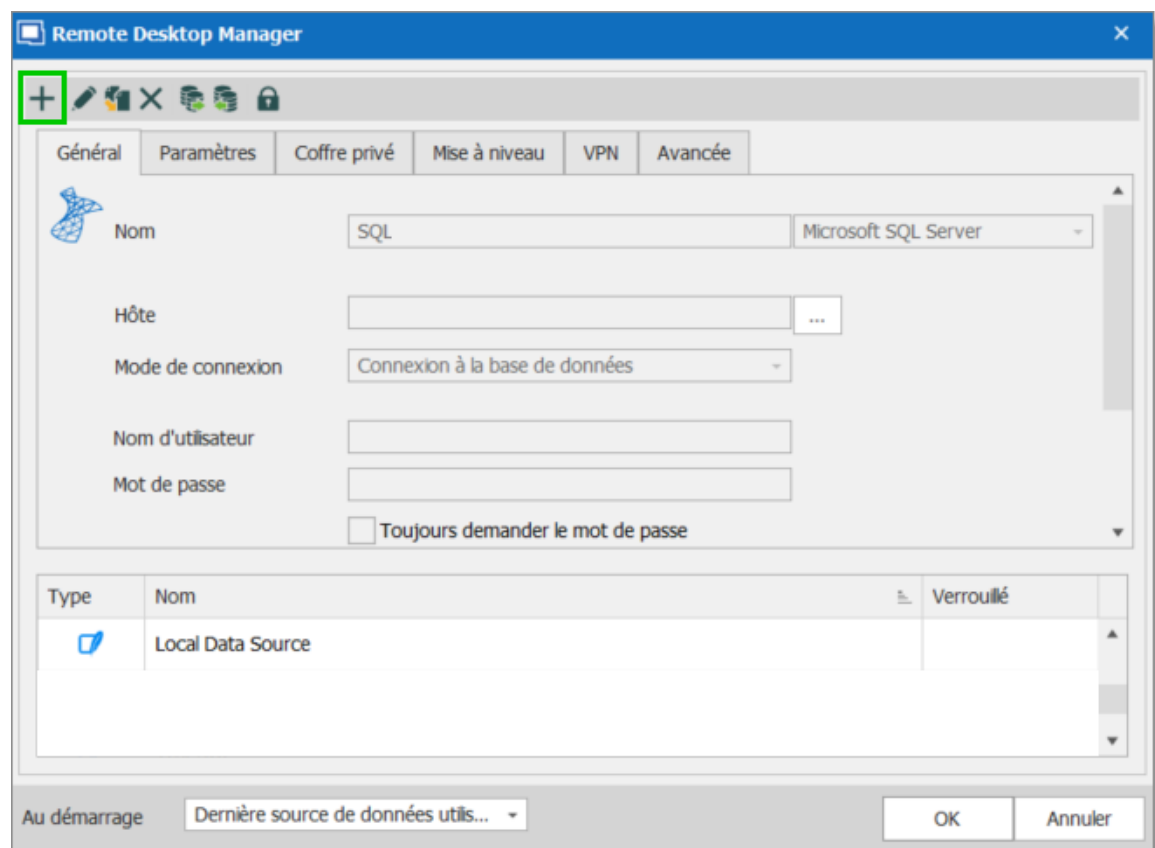 Remote Desktop Manager
Général Paramètres Coffre privé Mise à niveau VPN Avancée
Nom SQL Microsoft SQL Server
Hôte ...
Mode de connexion Connexion à la base de données
Nom d'utilisateur
Mot de passe
Toujours demander le mot de passe
Type Nom Verrouillé
Local Data Source
Au démarrage Dernière source de données utilis... OK Annuler